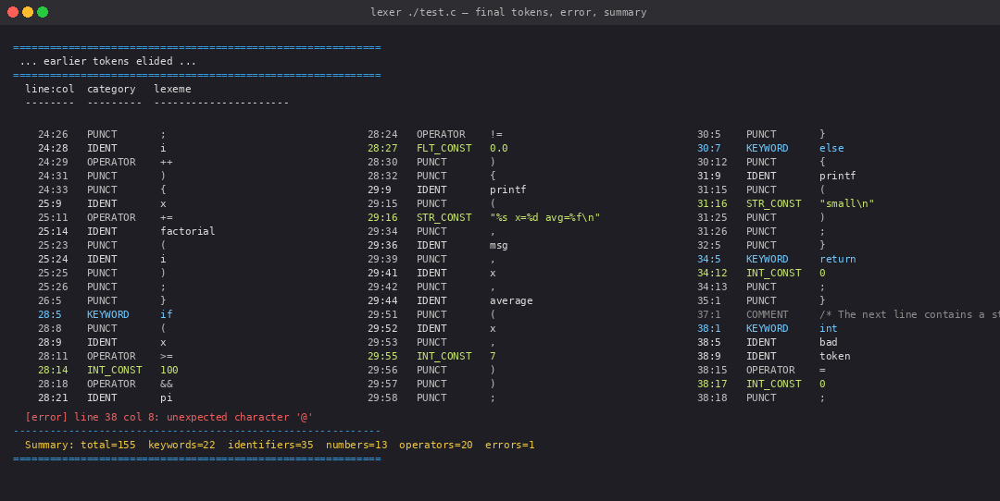 lexer ./test.c — final tokens, error, summary
============================================================
... earlier tokens elided ...
============================================================
line:col  category   lexeme
--------  ---------  ----------------------
24:26   PUNCT       ;
24:28   IDENT       i
24:29   OPERATOR    ++
24:31   PUNCT       )
24:33   PUNCT       {
25:9    IDENT       x
25:11   OPERATOR    +=
25:14   IDENT       factorial
25:23   PUNCT       (
25:24   IDENT       i
25:25   PUNCT       )
25:26   PUNCT       ;
26:5    PUNCT       }
28:5    KEYWORD     if
28:8    PUNCT       (
28:9    IDENT       x
28:11   OPERATOR    >=
28:14   INT_CONST   100
28:18   OPERATOR    &&
28:21   IDENT       pi
28:24   OPERATOR    !=
28:27   FLT_CONST   0.0
28:30   PUNCT       )
28:32   PUNCT       {
29:9    IDENT       printf
29:15   PUNCT       (
29:16   STR_CONST   "%s x=%d avg=%f\n"
29:34   PUNCT       ,
29:36   IDENT       msg
29:39   PUNCT       ,
29:41   IDENT       x
29:42   PUNCT       ,
29:44   IDENT       average
29:51   PUNCT       (
29:52   IDENT       x
29:53   PUNCT       ,
29:55   INT_CONST   7
29:56   PUNCT       )
29:57   PUNCT       )
29:58   PUNCT       ;
30:5    PUNCT       }
30:7    KEYWORD     else
30:12   PUNCT       {
31:9    IDENT       printf
31:15   PUNCT       (
31:16   STR_CONST   "small\n"
31:25   PUNCT       )
31:26   PUNCT       ;
32:5    PUNCT       }
34:5    KEYWORD     return
34:12   INT_CONST   0
34:13   PUNCT       ;
35:1    PUNCT       }
37:1    COMMENT     /* The next line contains a
38:1    KEYWORD     int
38:5    IDENT       bad
38:9    IDENT       token
38:15   OPERATOR    =
38:17   INT_CONST   0
38:18   PUNCT       ;
[error] line 38 col 8: unexpected character '@'
------------------------------------------------------------
Summary: total=155  keywords=22  identifiers=35  numbers=13  operators=20  errors=1
============================================================